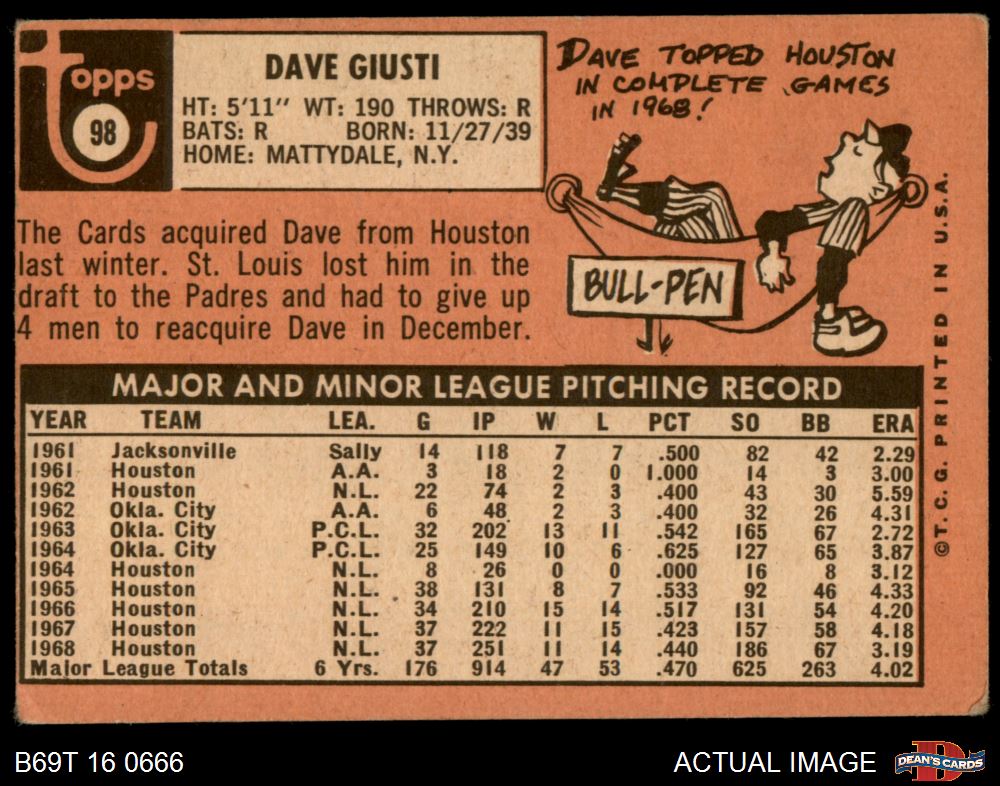 topps
98
DAVE GIUSTI
HT: 5'11" WT: 190 THROWS: R
BATS: R BORN: 11/27/39
HOME: MATTYDALE, N.Y.
DAVE TOPPED HOUSTON
IN COMPLETE GAMES
IN 1968!
BULL-PEN
The Cards acquired Dave from Houston
last winter. St. Louis lost him in the
draft to the Padres and had to give up
4 men to reacquire Dave in December.
MAJOR AND MINOR LEAGUE PITCHING RECORD
YEAR TEAM LEA. G IP W L PCT SO BB ERA
1961 Jacksonville Sally 14 118 7 7 .500 82 42 2.29
1961 Houston A.A. 3 18 2 0 1.000 14 3 3.00
1962 Houston N.L. 22 74 2 3 .400 43 30 5.59
1962 Okla. City A.A. 6 48 2 3 .400 32 26 4.31
1963 Okla. City P.C.L. 32 202 13 11 .542 165 67 2.72
1964 Okla. City P.C.L. 25 149 10 6 .625 127 65 3.87
1964 Houston N.L. 8 26 0 0 .000 16 8 3.12
1965 Houston N.L. 38 131 8 7 .533 92 46 4.33
1966 Houston N.L. 34 210 15 14 .517 131 54 4.20
1967 Houston N.L. 37 222 11 15 .423 157 58 4.18
1968 Houston N.L. 37 251 11 14 .440 186 67 3.19
Major League Totals 6 Yrs. 176 914 47 53 .470 625 263 4.02
©T.C.G. PRINTED IN U.S.A.
B69T 16 0666
ACTUAL IMAGE
D
DEAN'S CARDS